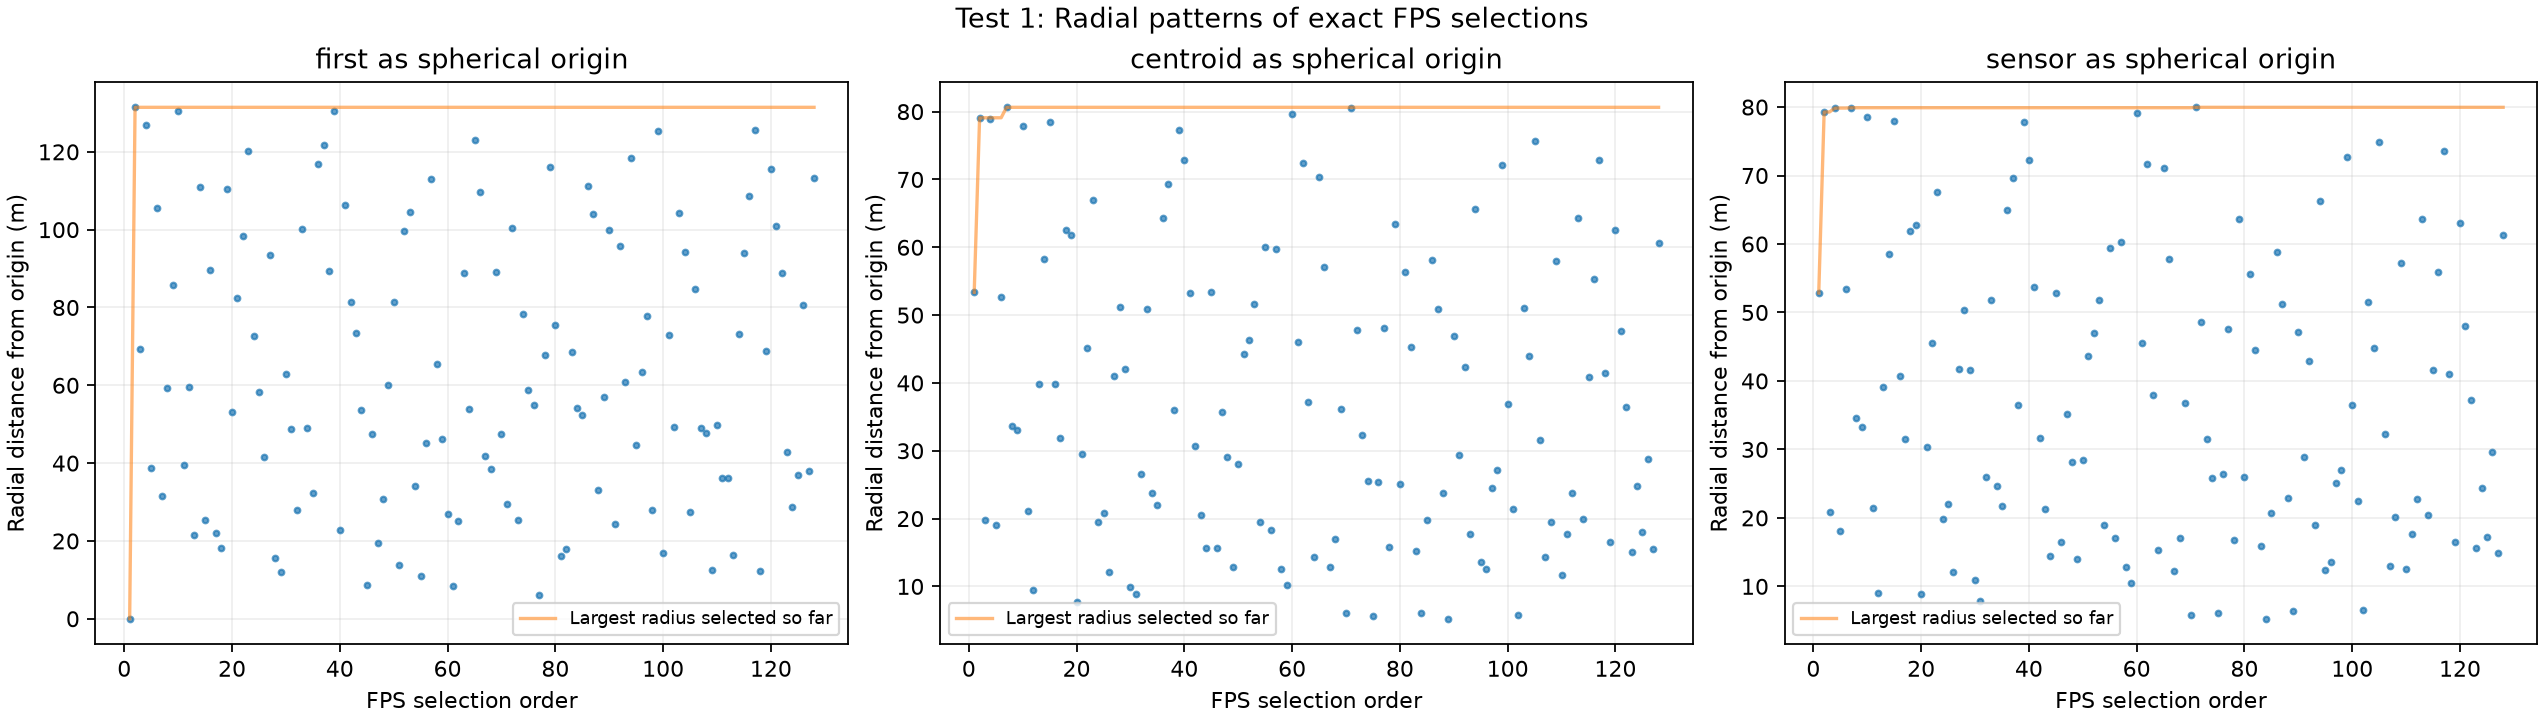 Test 1: Radial patterns of exact FPS selections
first as spherical origin
Radial distance from origin (m)
120
100
80
60
40
20
0
Largest radius selected so far
0 20 40 60 80 100 120
FPS selection order
centroid as spherical origin
Radial distance from origin (m)
80
70
60
50
40
30
20
10
Largest radius selected so far
0 20 40 60 80 100 120
FPS selection order
sensor as spherical origin
Radial distance from origin (m)
80
70
60
50
40
30
20
10
Largest radius selected so far
0 20 40 60 80 100 120
FPS selection order